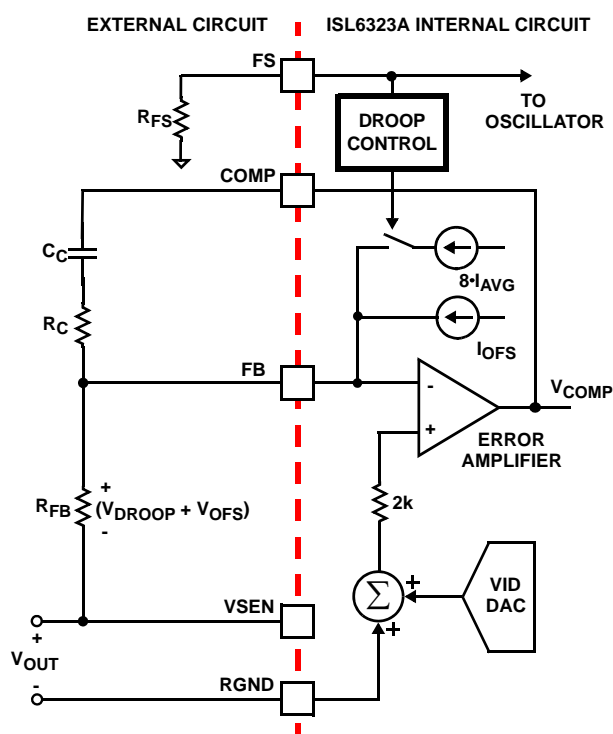 EXTERNAL CIRCUIT
ISL6323A INTERNAL CIRCUIT
FS
TO
OSCILLATOR
RFS
DROOP
CONTROL
COMP
CC
8•IAVG
RC
IOFS
FB
-
VCOMP
+
ERROR
AMPLIFIER
RFB
+
(VDROOP + VOFS)
-
2k
Σ
+
+
VID
DAC
VSEN
+
VOUT
-
RGND